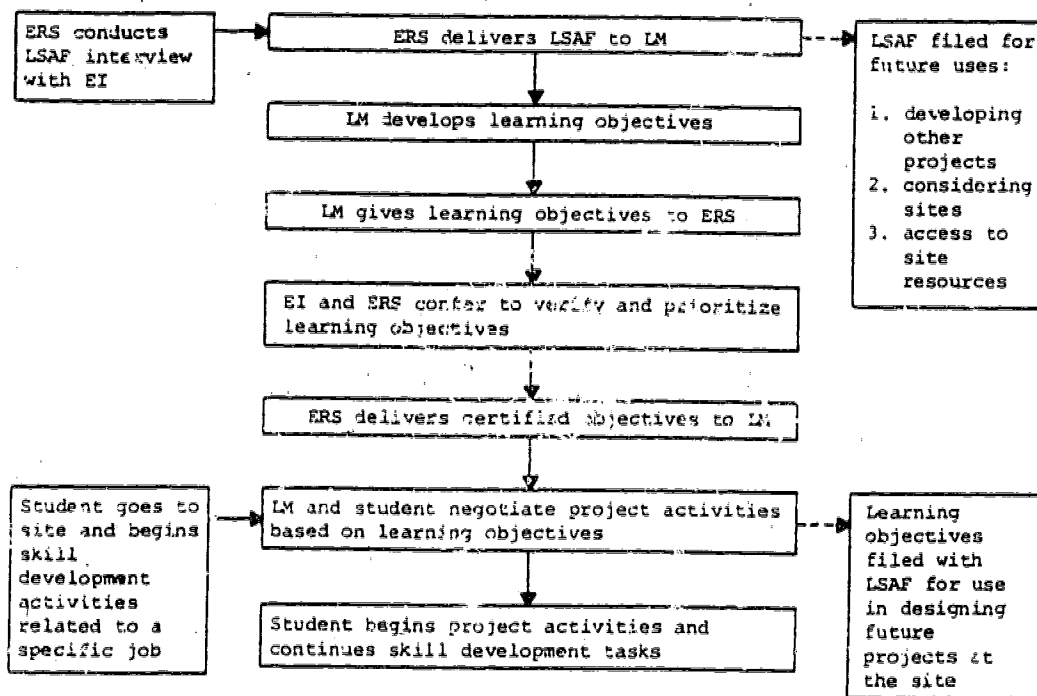 ERS conducts
LSAF interview
with EI
ERS delivers LSAF to LM
LSAF filed for
future uses:
1. developing
other
projects
2. considering
sites
3. access to
site
resources
LM develops learning objectives
LM gives learning objectives to ERS
EI and ERS confer to verify and prioritize
learning objectives
ERS delivers certified objectives to LM
Student goes to
site and begins
skill
development
activities
related to a
specific job
LM and student negotiate project activities
based on learning objectives
Learning
objectives
filed with
LSAF for use
in designing
future
projects at
the site
Student begins project activities and
continues skill development tasks